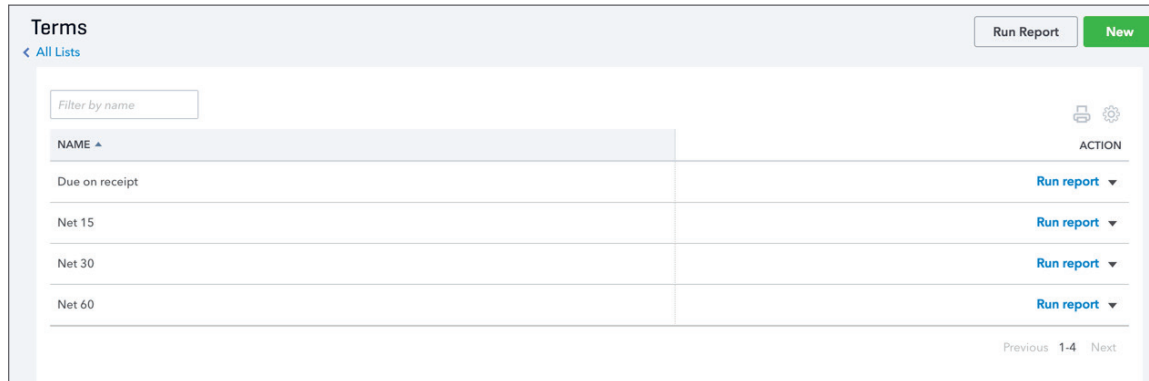 Terms
Run Report
New
All Lists
Filter by name
NAME
ACTION
Due on receipt
Run report
Net 15
Run report
Net 30
Run report
Net 60
Run report
Previous 1-4 Next